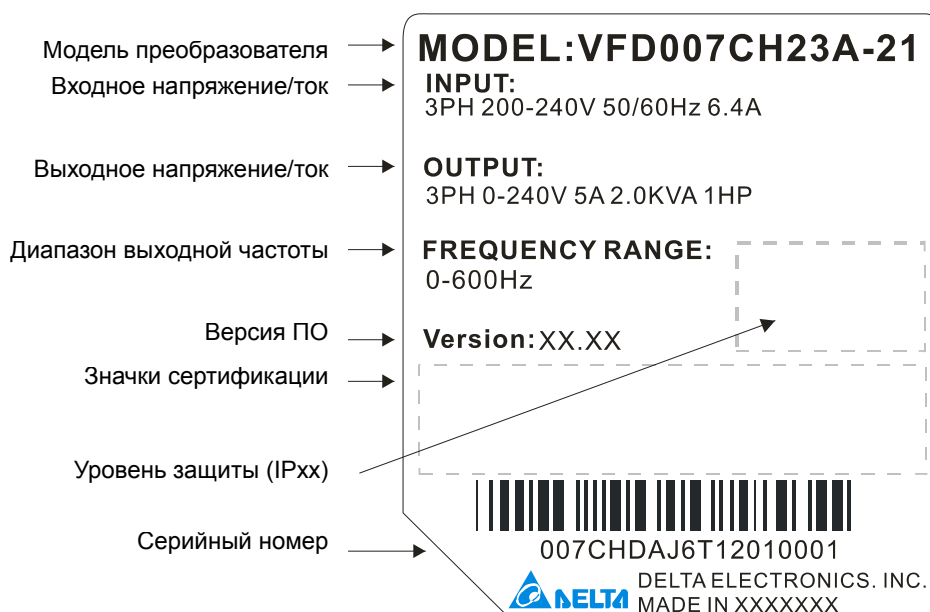 Модель преобразователя
MODEL:VFD007CH23A-21
Входное напряжение/ток
INPUT:
3PH 200-240V 50/60Hz 6.4A
Выходное напряжение/ток
OUTPUT:
3PH 0-240V 5A 2.0KVA 1HP
Диапазон выходной частоты
FREQUENCY RANGE:
0-600Hz
Версия ПО
Version: XX.XX
Значки сертификации
Уровень защиты (IPxx)
Серийный номер
007CHDAJ6T12010001
DELTA
DELTA ELECTRONICS. INC.
MADE IN XXXXXXX